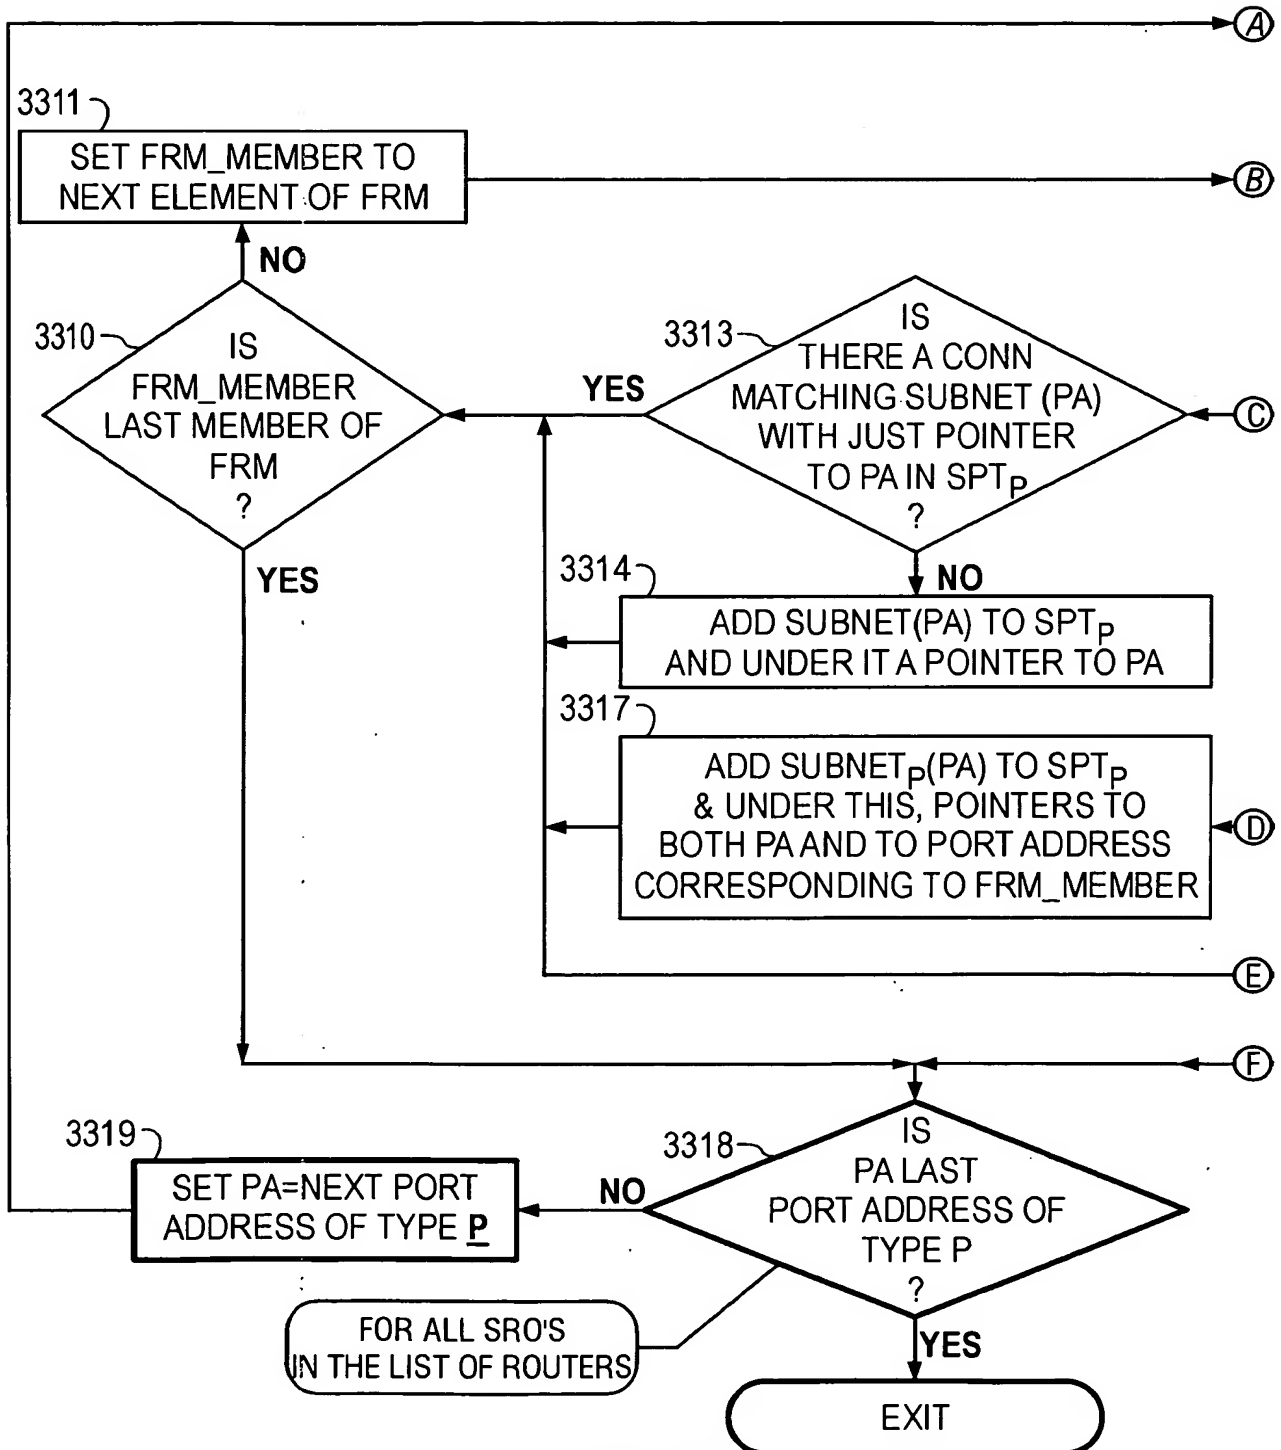 A
3311
SET FRM_MEMBER TO
NEXT ELEMENT OF FRM
B
NO
3310
IS
FRM_MEMBER
LAST MEMBER OF
FRM
?
YES
3313
IS
THERE A CONN
MATCHING SUBNET (PA)
WITH JUST POINTER
TO PA IN SPTP
?
YES
C
NO
3314
ADD SUBNET(PA) TO SPTP
AND UNDER IT A POINTER TO PA
3317
ADD SUBNETP(PA) TO SPTP
& UNDER THIS, POINTERS TO
BOTH PA AND TO PORT ADDRESS
CORRESPONDING TO FRM_MEMBER
D
E
F
3319
SET PA=NEXT PORT
ADDRESS OF TYPE P
NO
3318
IS
PA LAST
PORT ADDRESS OF
TYPE P
?
FOR ALL SRO'S
IN THE LIST OF ROUTERS
YES
EXIT